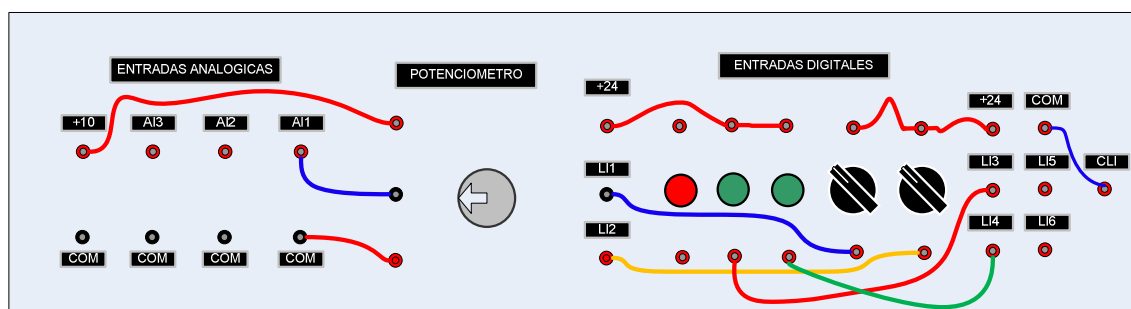 ENTRADAS ANALOGICAS
POTENCIOMETRO
ENTRADAS DIGITALES
+10
AI3
AI2
AI1
+24
+24
COM
LI1
LI3
LI5
CLI
LI2
LI4
LI6
COM
COM
COM
COM